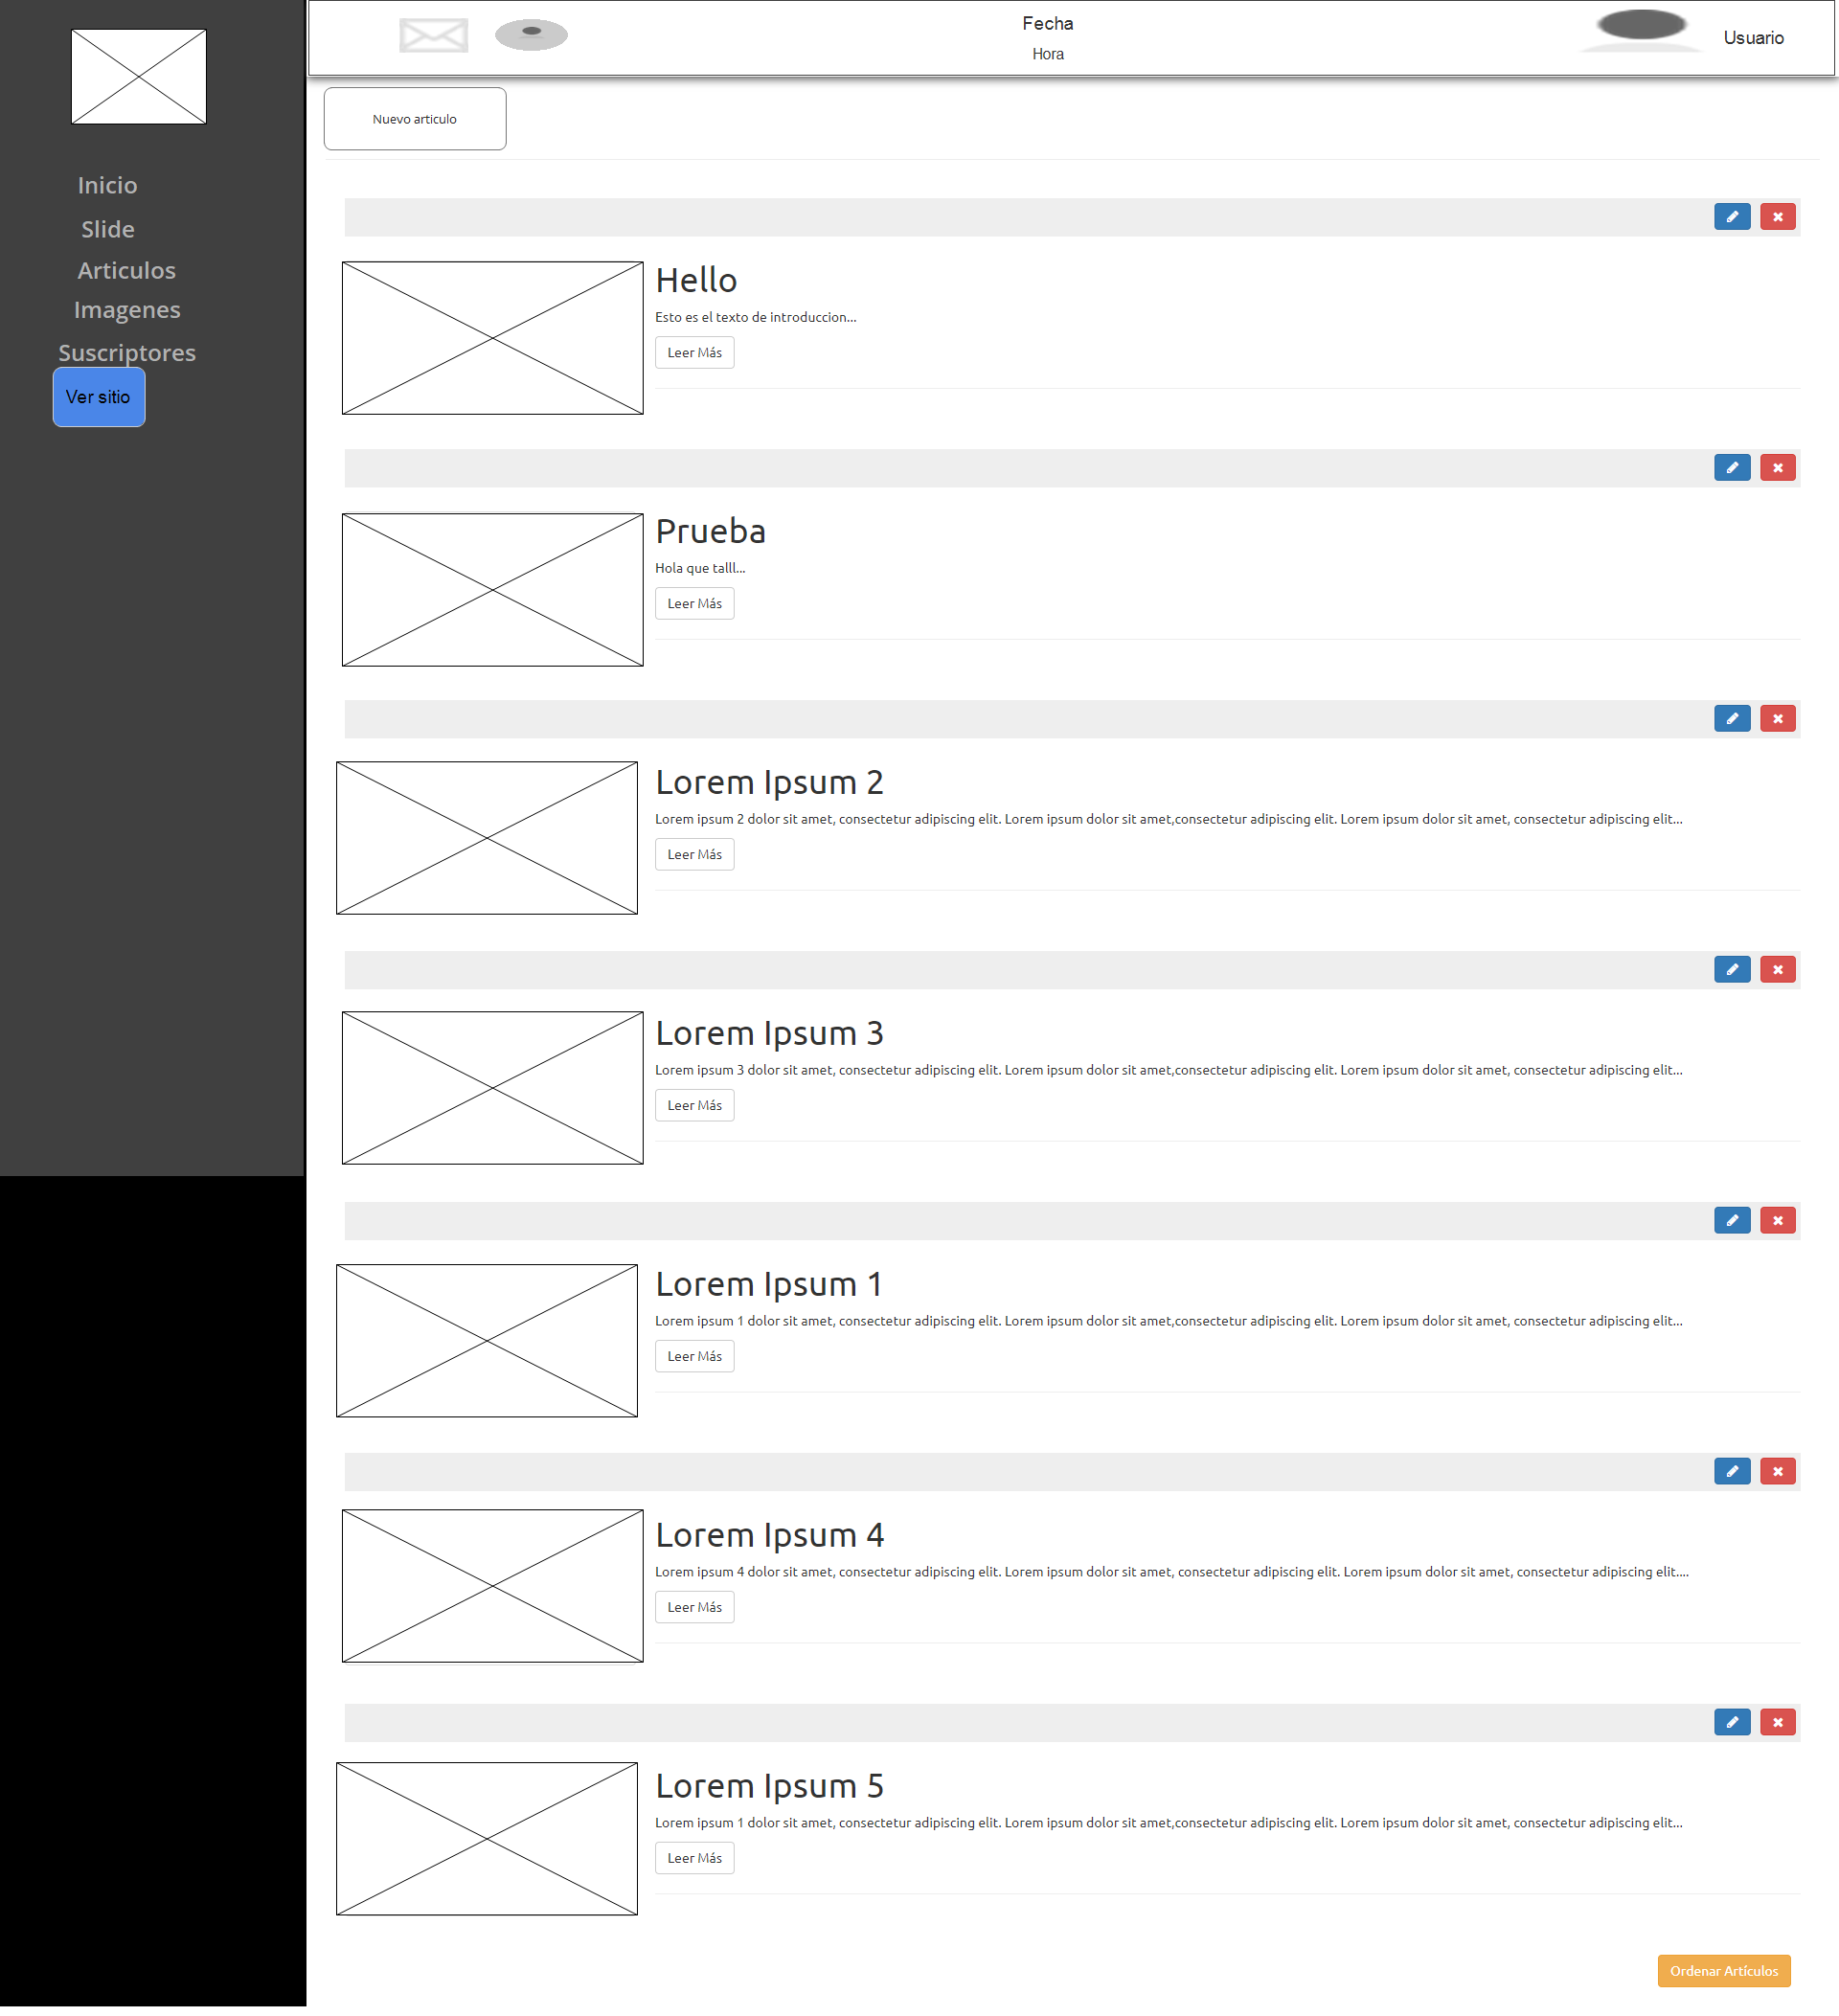 Inicio
Slide
Articulos
Imagenes
Suscriptores
Ver sitio
Fecha
Hora
Usuario
Nuevo articulo
Hello
Esto es el texto de introduccion...
Leer Más
Prueba
Hola que talll...
Leer Más
Lorem Ipsum 2
Lorem ipsum 2 dolor sit amet, consectetur adipiscing elit. Lorem ipsum dolor sit amet,consectetur adipiscing elit. Lorem ipsum dolor sit amet, consectetur adipiscing elit...
Leer Más
Lorem Ipsum 3
Lorem ipsum 3 dolor sit amet, consectetur adipiscing elit. Lorem ipsum dolor sit amet,consectetur adipiscing elit. Lorem ipsum dolor sit amet, consectetur adipiscing elit...
Leer Más
Lorem Ipsum 1
Lorem ipsum 1 dolor sit amet, consectetur adipiscing elit. Lorem ipsum dolor sit amet,consectetur adipiscing elit. Lorem ipsum dolor sit amet, consectetur adipiscing elit...
Leer Más
Lorem Ipsum 4
Lorem ipsum 4 dolor sit amet, consectetur adipiscing elit. Lorem ipsum dolor sit amet, consectetur adipiscing elit. Lorem ipsum dolor sit amet, consectetur adipiscing elit....
Leer Más
Lorem Ipsum 5
Lorem ipsum 1 dolor sit amet, consectetur adipiscing elit. Lorem ipsum dolor sit amet,consectetur adipiscing elit. Lorem ipsum dolor sit amet, consectetur adipiscing elit...
Leer Más
Ordenar Artículos